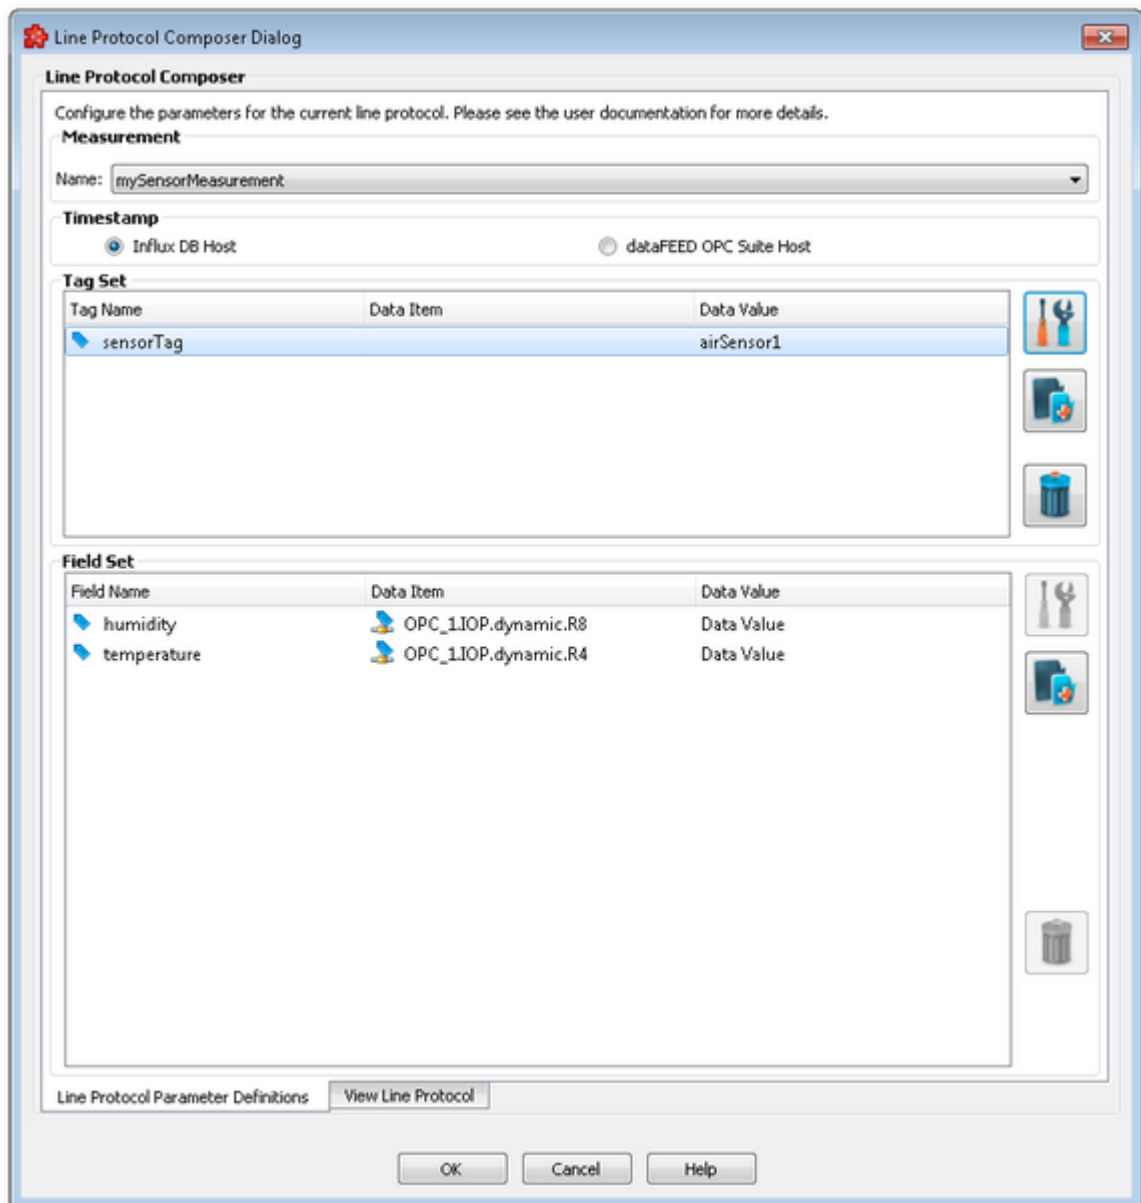 Line Protocol Composer Dialog
Line Protocol Composer
Configure the parameters for the current line protocol. Please see the user documentation for more details.
Measurement
Name: mySensorMeasurement
Timestamp
Influx DB Host dataFEED OPC Suite Host
Tag Set
Tag Name Data Item Data Value
sensorTag airSensor1
Field Set
Field Name Data Item Data Value
humidity OPC_1.IOP.dynamic.R8 Data Value
temperature OPC_1.IOP.dynamic.R4 Data Value
Line Protocol Parameter Definitions View Line Protocol
OK Cancel Help